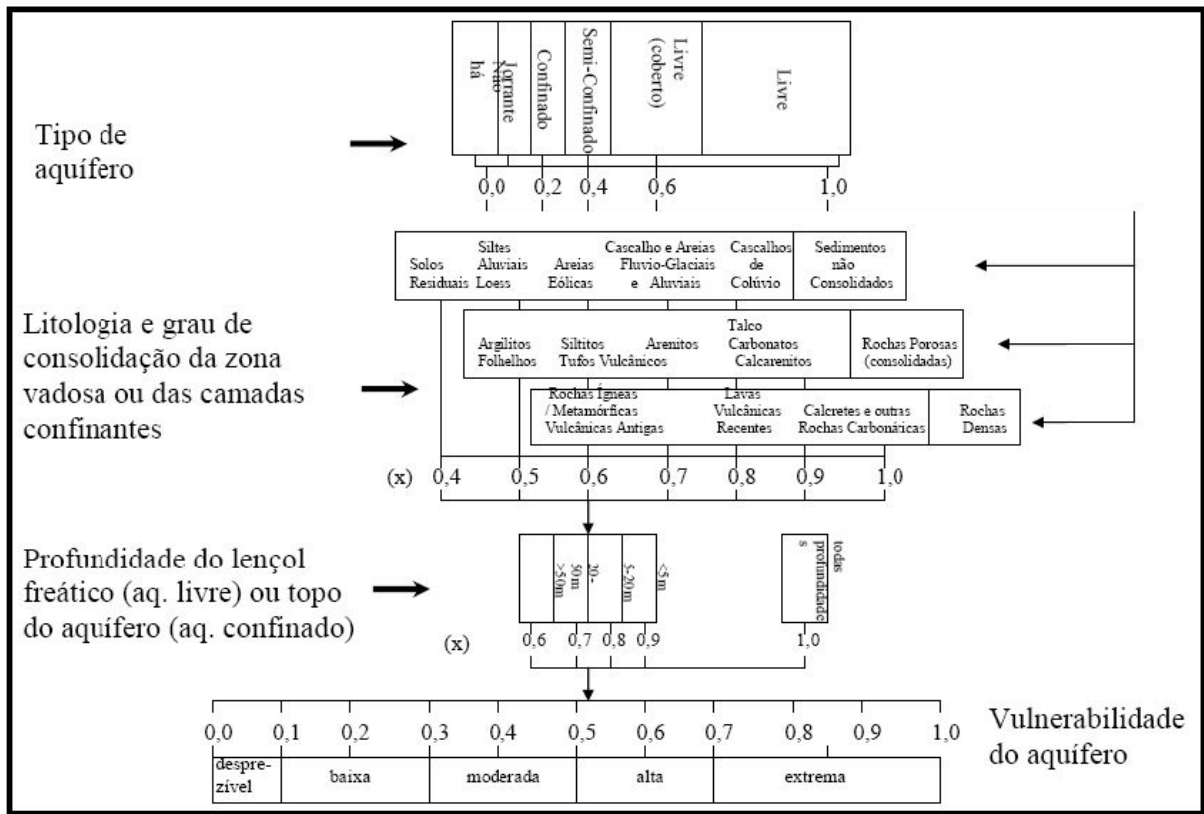 Não há
Jorrante
Confinado
Semi-Confinado
Livre
(coberto)
Livre
Tipo de
aquífero
0,0 0,2 0,4 0,6 1,0
Siltes Cascalho e Areias Cascalhos Sedimentos
Solos Aluviais Areias Fluvio-Glaciais de não
Residuais Loess Eólicas e Aluviais Colúvio Consolidados
Litologia e grau de
consolidação da zona
vadosa ou das camadas
confinantes
Talco
Argilitos Siltitos Arenitos Carbonatos Rochas Porosas
Folhelhos Tufos Vulcânicos Calcarenitos (consolidadas)
Rochas Ígneas Lavas
/ Metamórficas Vulcânicas Calcretes e outras Rochas
Vulcânicas Antigas Recentes Rochas Carbonáricas Densas
(x) 0,4 0,5 0,6 0,7 0,8 0,9 1,0
Profundidade do lençol
freático (aq. livre) ou topo
do aquífero (aq. confinado)
>50m
20-
50m
5-20m
<5m
todas
profundidade
s
(x) 0,6 0,7 0,8 0,9 1,0
0,0 0,1 0,2 0,3 0,4 0,5 0,6 0,7 0,8 0,9 1,0
Vulnerabilidade
do aquífero
despre-
zível baixa moderada alta extrema